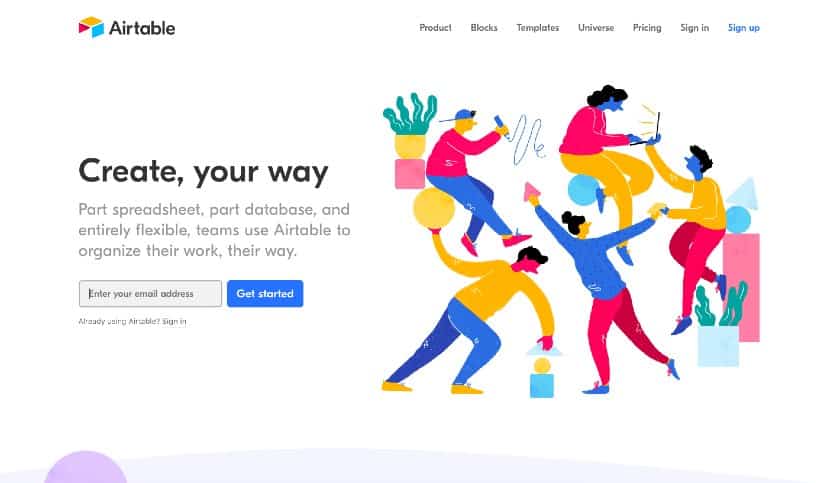 Airtable
Product Blocks Templates Universe Pricing Sign in Sign up
Create, your way
Part spreadsheet, part database, and
entirely flexible, teams use Airtable to
organize their work, their way.
Enter your email address
Get started
Already using Airtable? Sign in